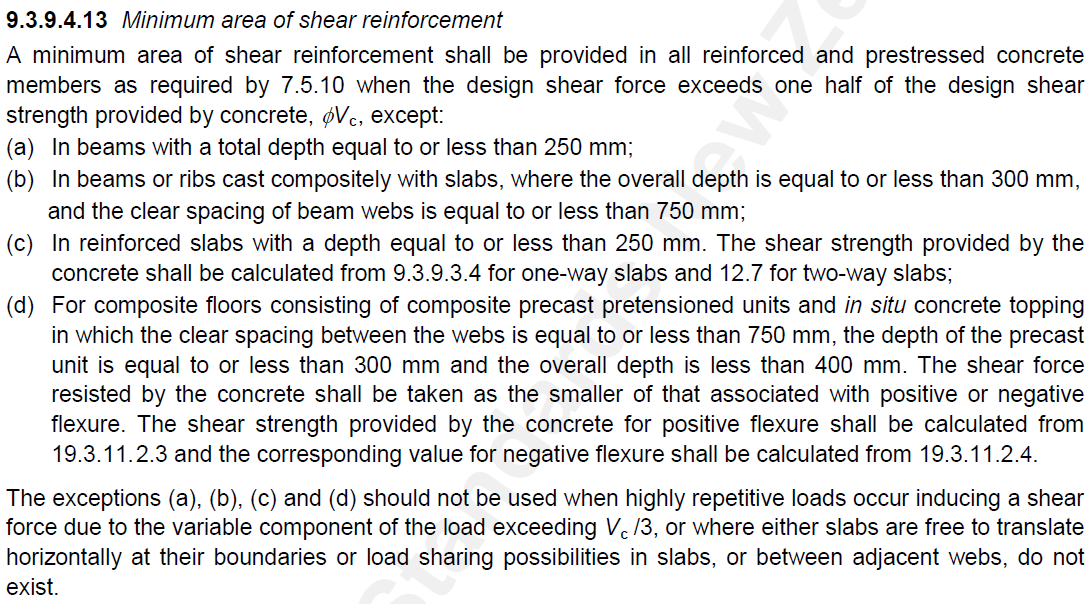 9.3.9.4.13 Minimum area of shear reinforcement
A minimum area of shear reinforcement shall be provided in all reinforced and prestressed concrete
members as required by 7.5.10 when the design shear force exceeds one half of the design shear
strength provided by concrete, øVc, except:
(a) In beams with a total depth equal to or less than 250 mm;
(b) In beams or ribs cast compositely with slabs, where the overall depth is equal to or less than 300 mm,
and the clear spacing of beam webs is equal to or less than 750 mm;
(c) In reinforced slabs with a depth equal to or less than 250 mm. The shear strength provided by the
concrete shall be calculated from 9.3.9.3.4 for one-way slabs and 12.7 for two-way slabs;
(d) For composite floors consisting of composite precast pretensioned units and in situ concrete topping
in which the clear spacing between the webs is equal to or less than 750 mm, the depth of the precast
unit is equal to or less than 300 mm and the overall depth is less than 400 mm. The shear force
resisted by the concrete shall be taken as the smaller of that associated with positive or negative
flexure. The shear strength provided by the concrete for positive flexure shall be calculated from
19.3.11.2.3 and the corresponding value for negative flexure shall be calculated from 19.3.11.2.4.
The exceptions (a), (b), (c) and (d) should not be used when highly repetitive loads occur inducing a shear
force due to the variable component of the load exceeding Vc /3, or where either slabs are free to translate
horizontally at their boundaries or load sharing possibilities in slabs, or between adjacent webs, do not
exist.
Standards New Ze